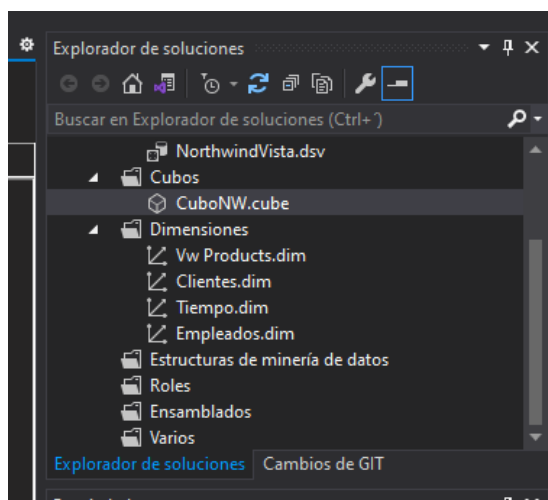 Explorador de soluciones
Buscar en Explorador de soluciones (Ctrl+´)
NorthwindVista.dsv
Cubos
CuboNW.cube
Dimensiones
Vw Products.dim
Clientes.dim
Tiempo.dim
Empleados.dim
Estructuras de minería de datos
Roles
Ensamblados
Varios
Explorador de soluciones Cambios de GIT